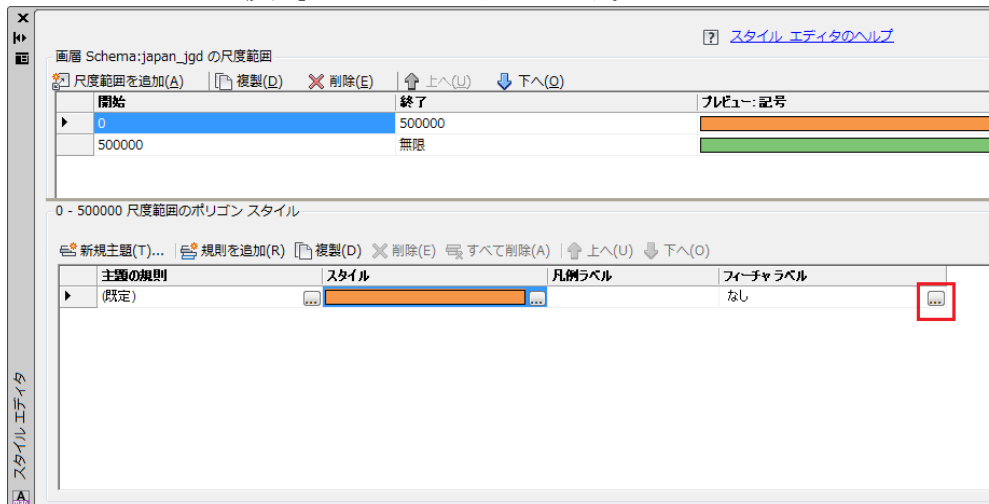 スタイル エディタのヘルプ
画層 Schema:japan_jgd の尺度範囲
尺度範囲を追加(A) 複製(D) 削除(E) 上へ(U) 下へ(O)
開始 終了 プレビュー: 記号
0 500000
500000 無限
0 - 500000 尺度範囲のポリゴン スタイル
新規主題(T)... 規則を追加(R) 複製(D) 削除(E) すべて削除(A) 上へ(U) 下へ(O)
主題の規則 スタイル 凡例ラベル フィーチャ ラベル
(既定) ... ... なし ...
スタイル エディタ